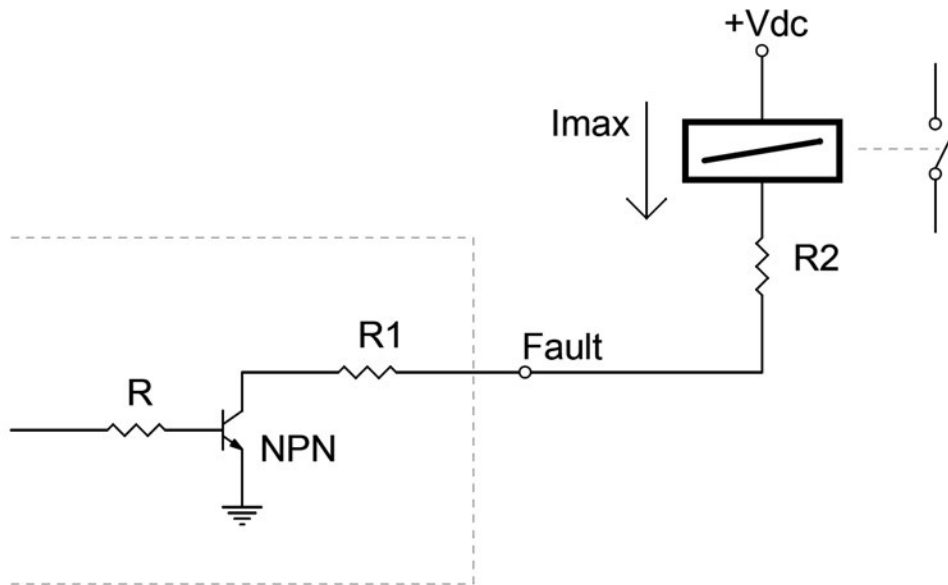 +Vdc
Imax
R2
R1
Fault
R
NPN